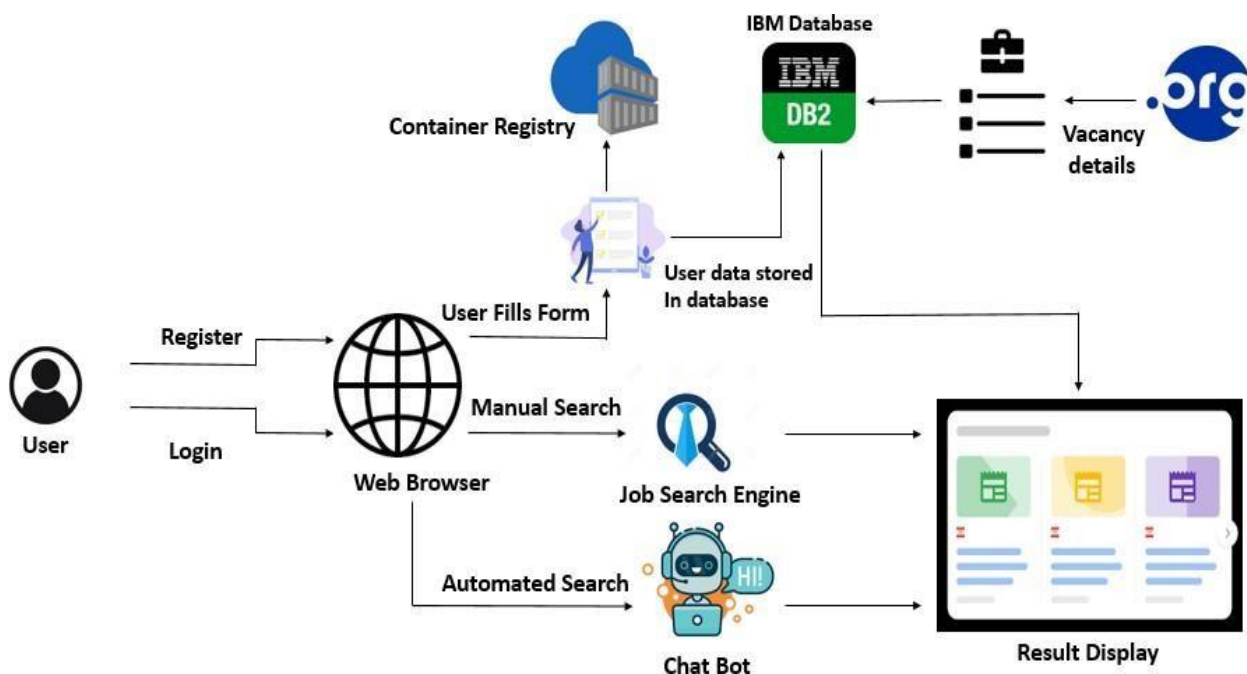 IBM Database
IBM
DB2
.org
Container Registry
Vacancy
details
User data stored
In database
User Fills Form
Register
Manual Search
User
Login
Web Browser
Job Search Engine
HI!
Automated Search
Chat Bot
Result Display